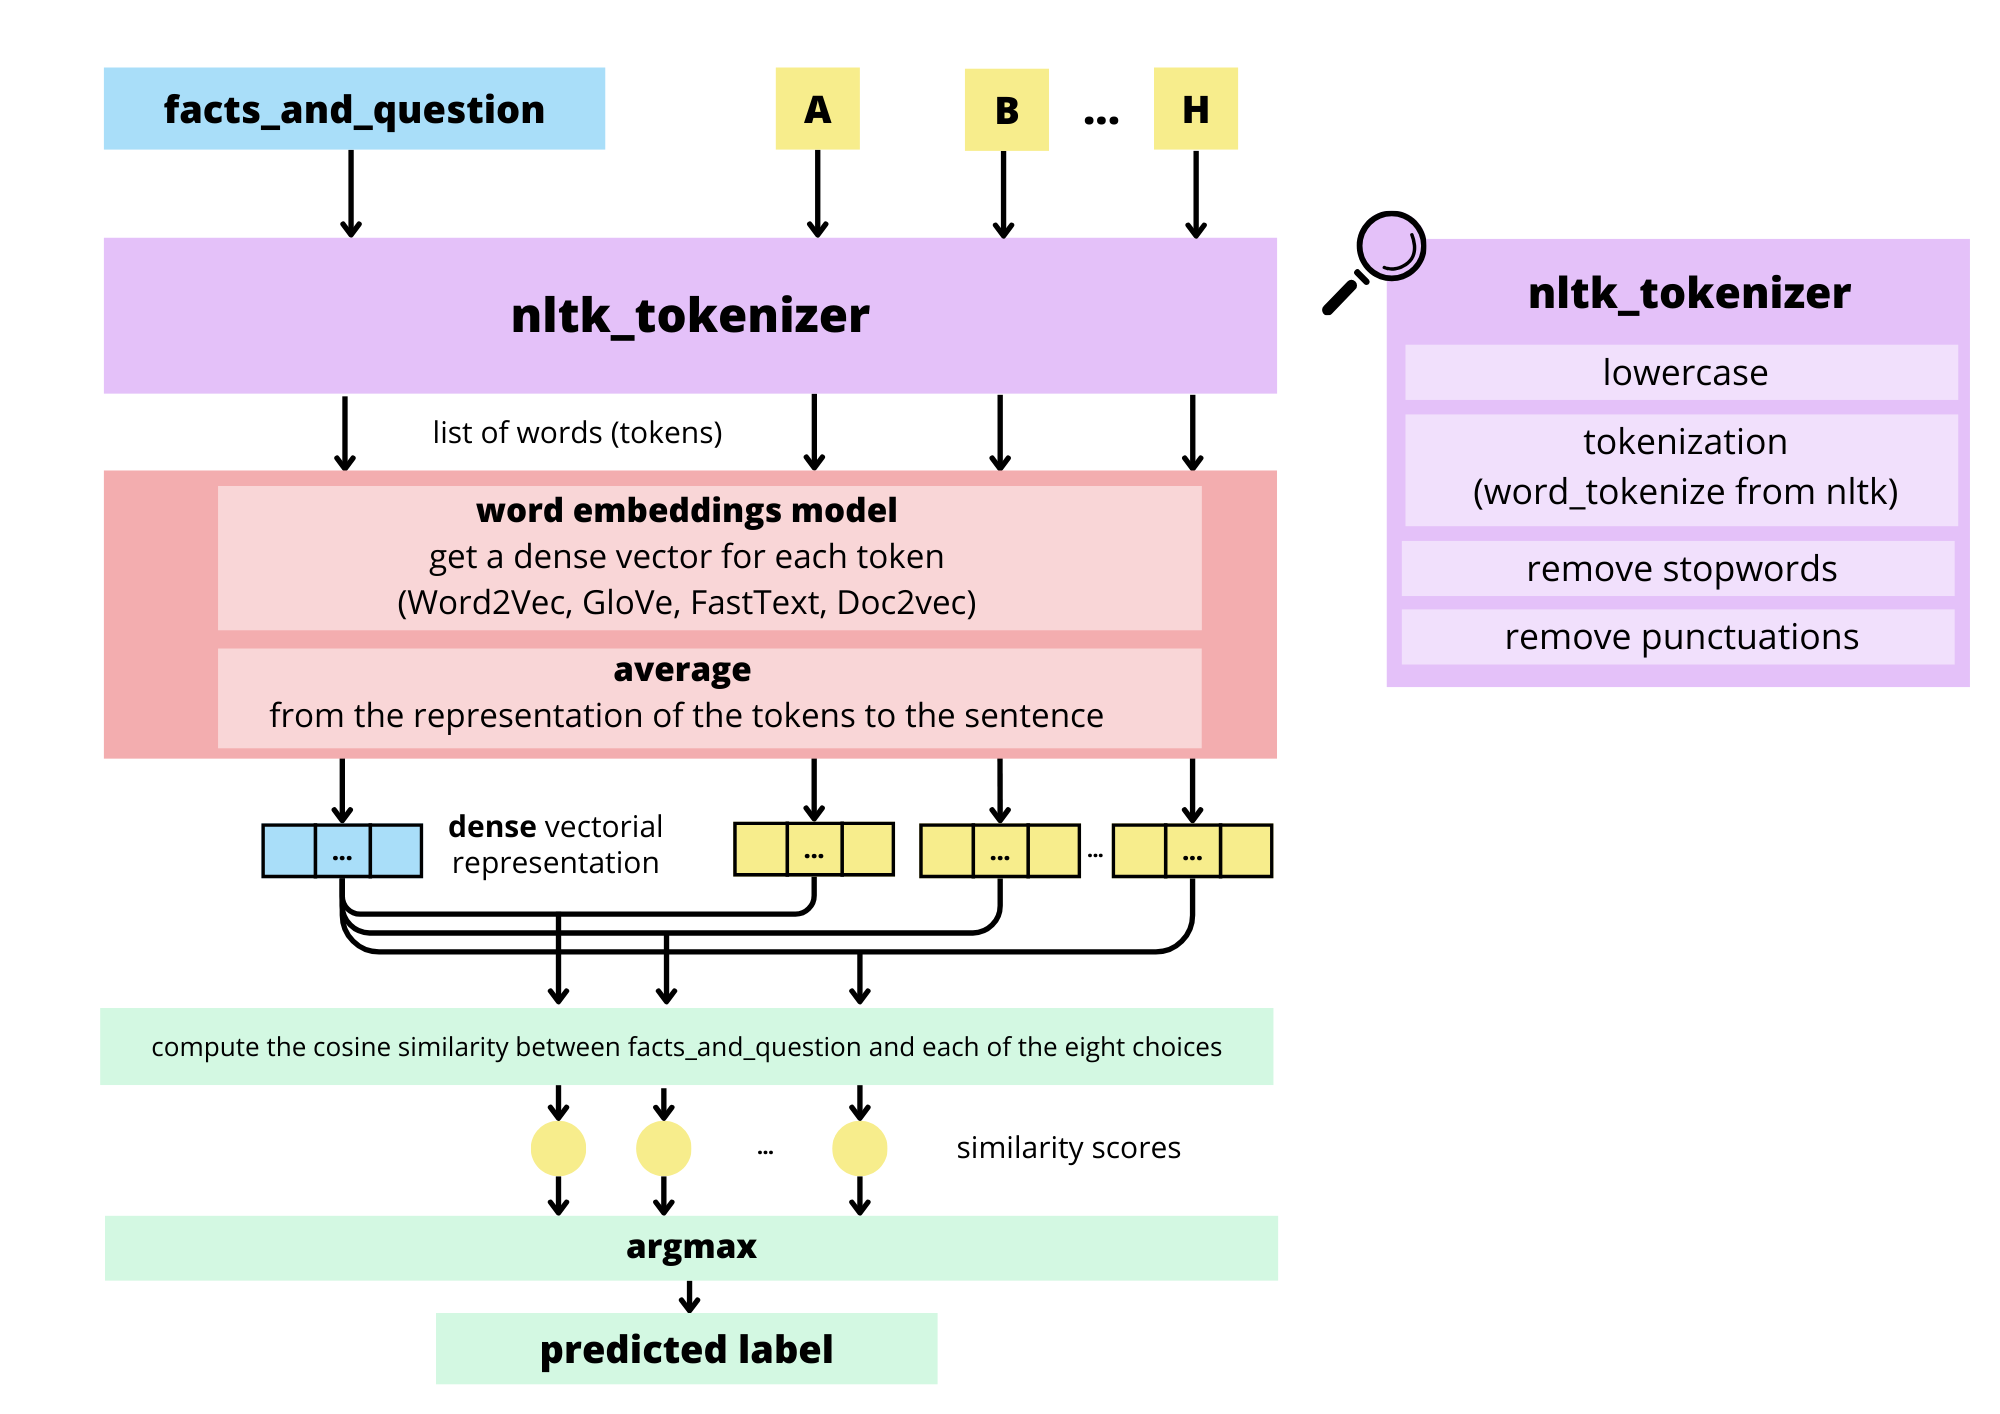 facts_and_question
A
B
...
H
nltk_tokenizer
list of words (tokens)
word embeddings model
get a dense vector for each token
(Word2Vec, GloVe, FastText, Doc2vec)
average
from the representation of the tokens to the sentence
...
dense vectorial
representation
...
...
...
...
compute the cosine similarity between facts_and_question and each of the eight choices
...
similarity scores
argmax
predicted label
nltk_tokenizer
lowercase
tokenization
(word_tokenize from nltk)
remove stopwords
remove punctuations